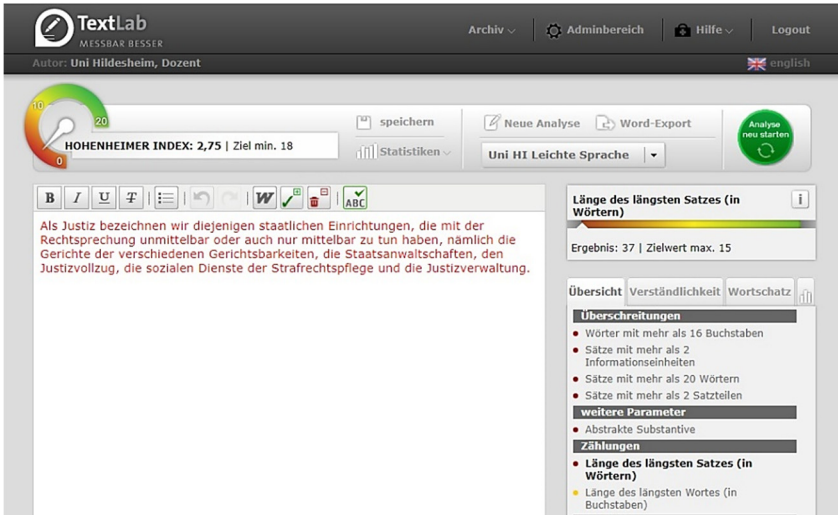 TextLab
MESSBAR BESSER
Archiv
Adminbereich
Hilfe
Logout
Autor: Uni Hildesheim, Dozent
english
10
20
0
HOHENHEIMER INDEX: 2,75 | Ziel min. 18
speichern
Statistiken
Neue Analyse
Word-Export
Uni HI Leichte Sprache
Analyse
neu starten
B I U T W ABC
Als Justiz bezeichnen wir diejenigen staatlichen Einrichtungen, die mit der
Rechtsprechung unmittelbar oder auch nur mittelbar zu tun haben, nämlich die
Gerichte der verschiedenen Gerichtsbarkeiten, die Staatsanwaltschaften, den
Justizvollzug, die sozialen Dienste der Strafrechtspflege und die Justizverwaltung.
Länge des längsten Satzes (in
Wörtern)
i
Ergebnis: 37 | Zielwert max. 15
Übersicht Verständlichkeit Wortschatz
Überschreitungen
Wörter mit mehr als 16 Buchstaben
Sätze mit mehr als 2
Informationseinheiten
Sätze mit mehr als 20 Wörtern
Sätze mit mehr als 2 Satzteilen
weitere Parameter
Abstrakte Substantive
Zählungen
Länge des längsten Satzes (in
Wörtern)
Länge des längsten Wortes (in
Buchstaben)